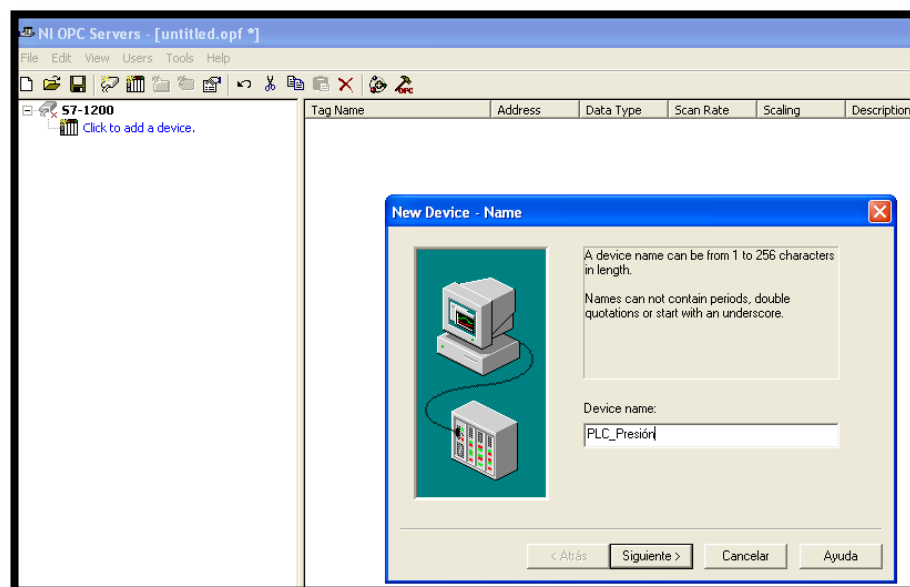 NI OPC Servers - [untitled.opf *]
File Edit View Users Tools Help
S7-1200
Click to add a device.
Tag Name Address Data Type Scan Rate Scaling Description
New Device - Name
A device name can be from 1 to 256 characters
in length.
Names can not contain periods, double
quotations or start with an underscore.
Device name:
PLC_Presión
< Atrás Siguiente > Cancelar Ayuda